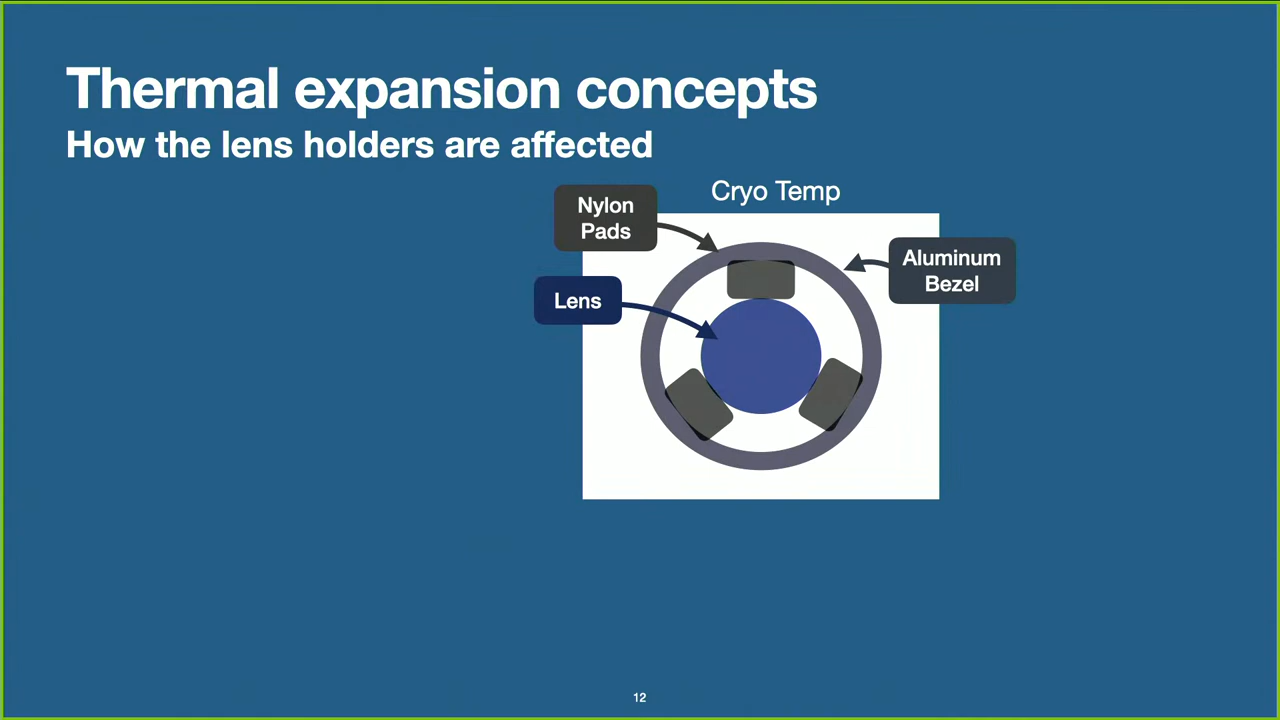 Thermal expansion concepts
How the lens holders are affected
Cryo Temp
Nylon
Pads
Aluminum
Bezel
Lens
12